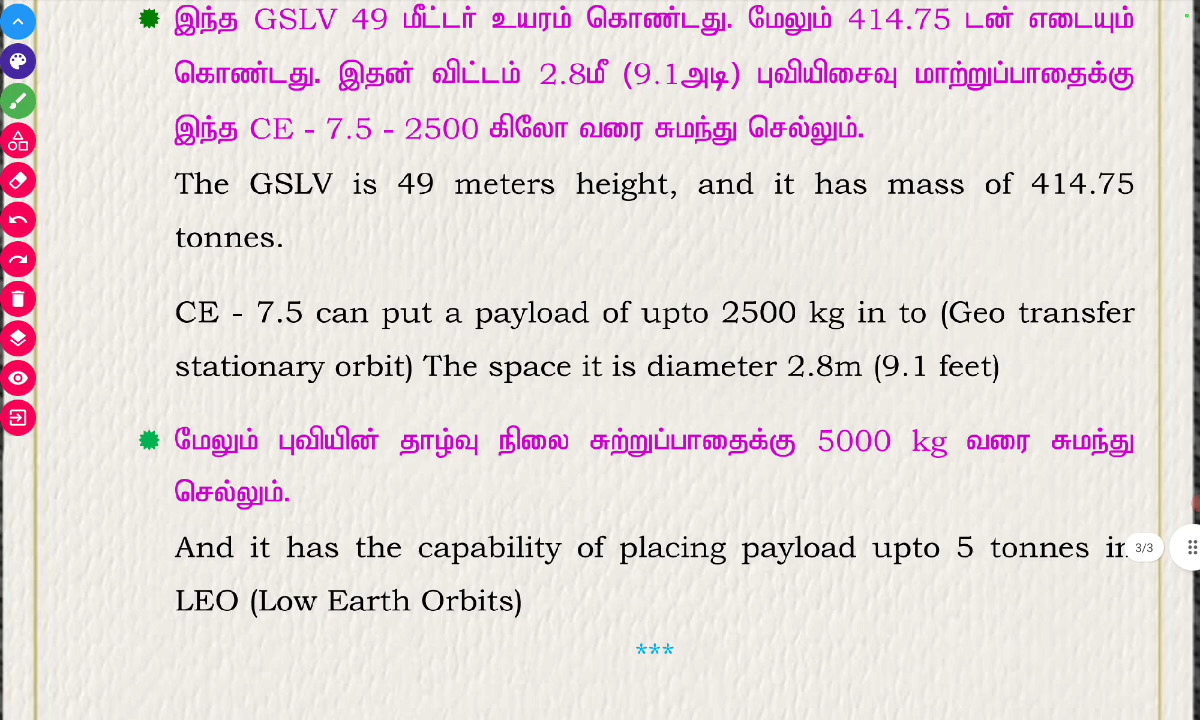 இந்த GSLV 49 மீட்டர் உயரம் கொண்டது. மேலும் 414.75 டன் எடையும்
கொண்டது. இதன் விட்டம் 2.8மீ (9.1அடி) புவியிசைவு மாற்றுப்பாதைக்கு
இந்த CE - 7.5 - 2500 கிலோ வரை சுமந்து செல்லும்.
The GSLV is 49 meters height, and it has mass of 414.75
tonnes.
CE - 7.5 can put a payload of upto 2500 kg in to (Geo transfer
stationary orbit) The space it is diameter 2.8m (9.1 feet)
மேலும் புவியின் தாழ்வு நிலை சுற்றுப்பாதைக்கு 5000 kg வரை சுமந்து
செல்லும்.
And it has the capability of placing payload upto 5 tonnes in
3/3
LEO (Low Earth Orbits)
***